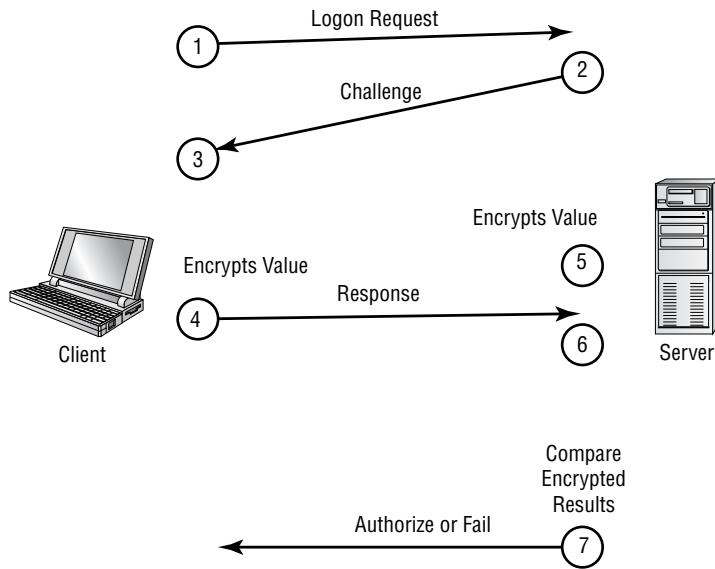 Logon Request
1
2
Challenge
3
Encrypts Value
5
Encrypts Value
Response
4
6
Client
Server
Compare
Encrypted
Results
Authorize or Fail
7